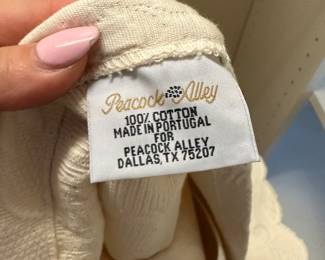 Peacock Alley
100% COTTON
MADE IN PORTUGAL
FOR
PEACOCK ALLEY
DALLAS, TX 75207